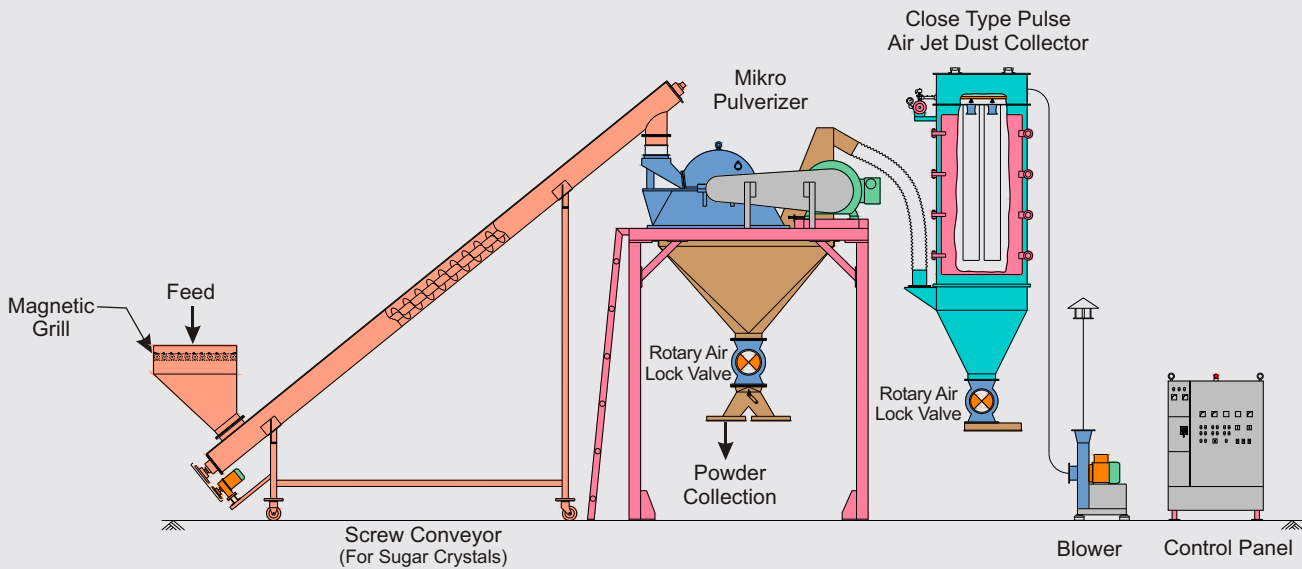 Close Type Pulse
Air Jet Dust Collector
Mikro
Pulverizer
Magnetic
Grill
Feed
Rotary Air
Lock Valve
Rotary Air
Lock Valve
Powder
Collection
Screw Conveyor
(For Sugar Crystals)
Blower
Control Panel